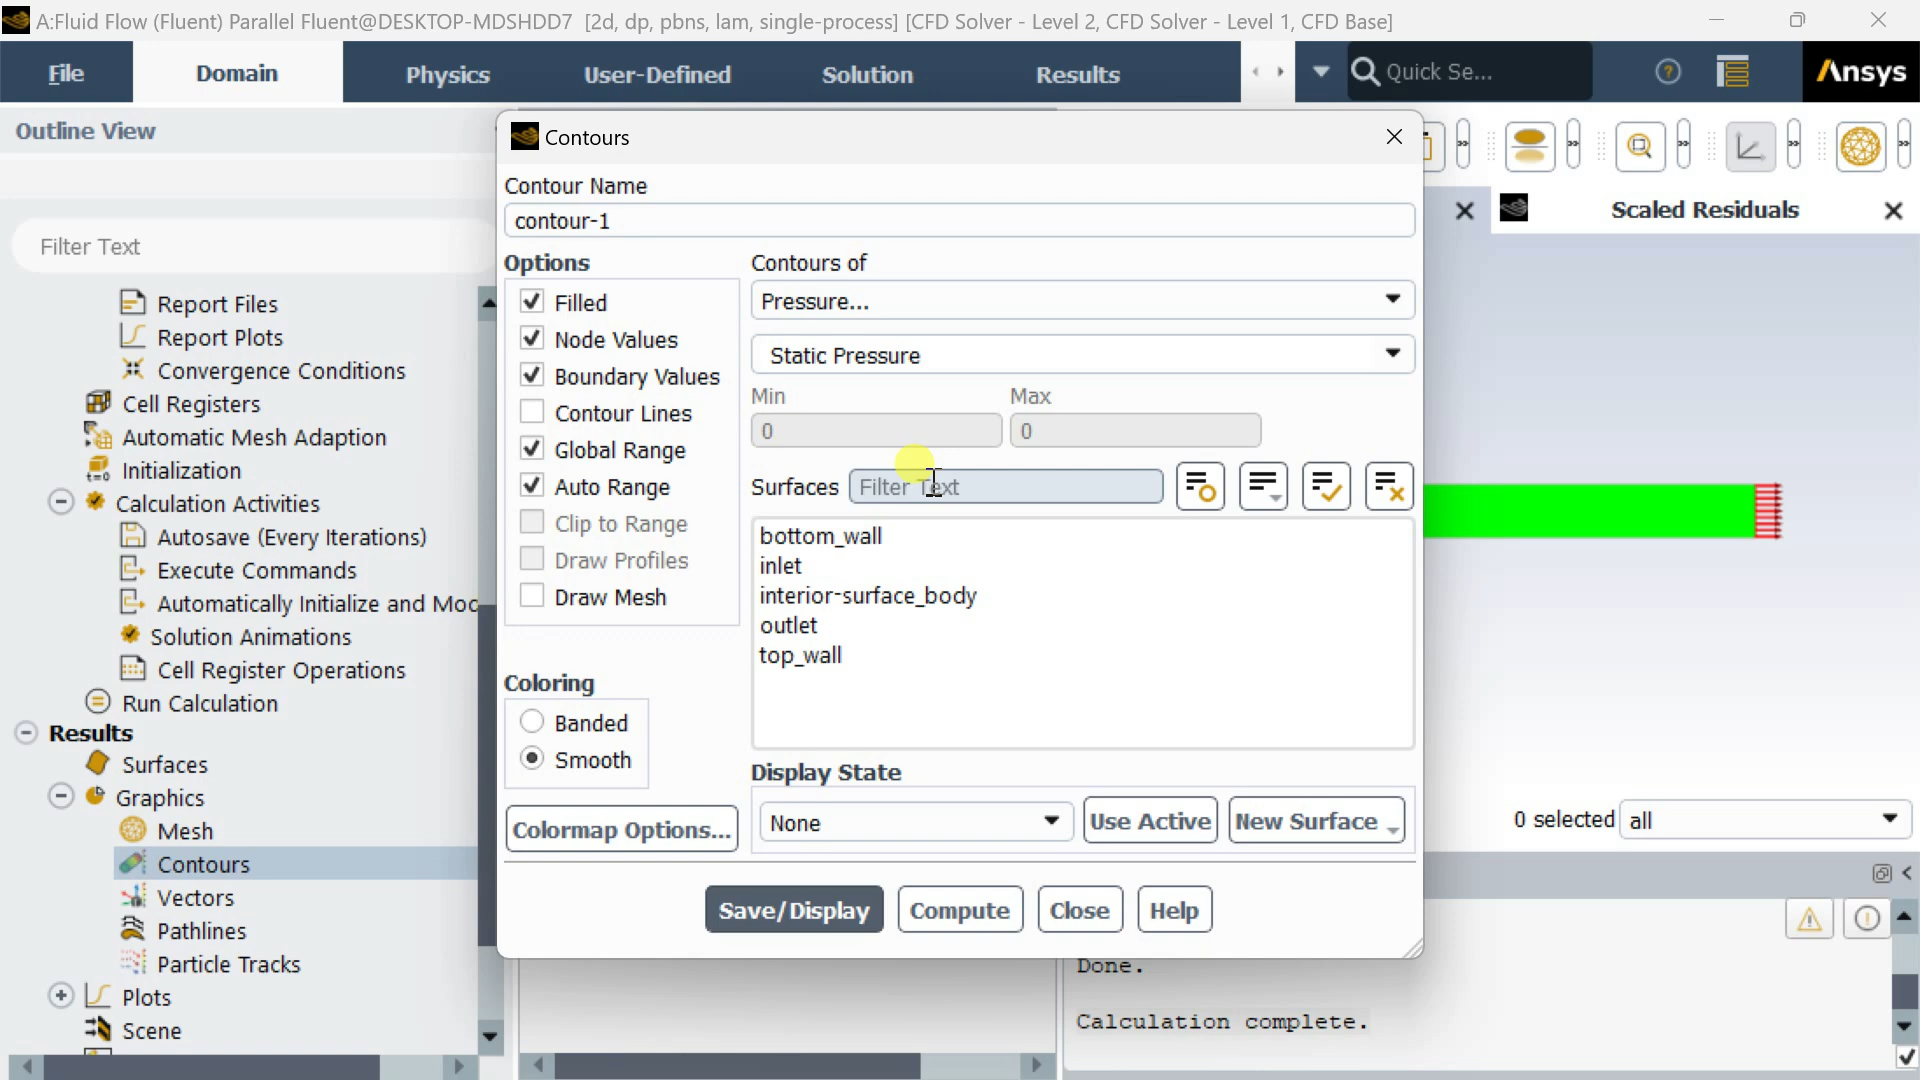 A:Fluid Flow (Fluent) Parallel Fluent@DESKTOP-MDSHDD7 [2d, dp, pbns, lam, single-process] [CFD Solver - Level 2, CFD Solver - Level 1, CFD Base]
File Domain Physics User-Defined Solution Results Quick Se... Ansys
Outline View
Filter Text
Report Files
Report Plots
Convergence Conditions
Cell Registers
Automatic Mesh Adaption
Initialization
Calculation Activities
Autosave (Every Iterations)
Execute Commands
Automatically Initialize and Moc
Solution Animations
Cell Register Operations
Run Calculation
Results
Surfaces
Graphics
Mesh
Contours
Vectors
Pathlines
Particle Tracks
Plots
Scene
Contours
Contour Name
contour-1
Options
Filled
Node Values
Boundary Values
Contour Lines
Global Range
Auto Range
Clip to Range
Draw Profiles
Draw Mesh
Coloring
Banded
Smooth
Colormap Options...
Contours of
Pressure...
Static Pressure
Min Max
0 0
Surfaces Filter Text
bottom_wall
inlet
interior-surface_body
outlet
top_wall
Display State
None Use Active New Surface
Save/Display Compute Close Help
Scaled Residuals
0 selected all
Done.
Calculation complete.